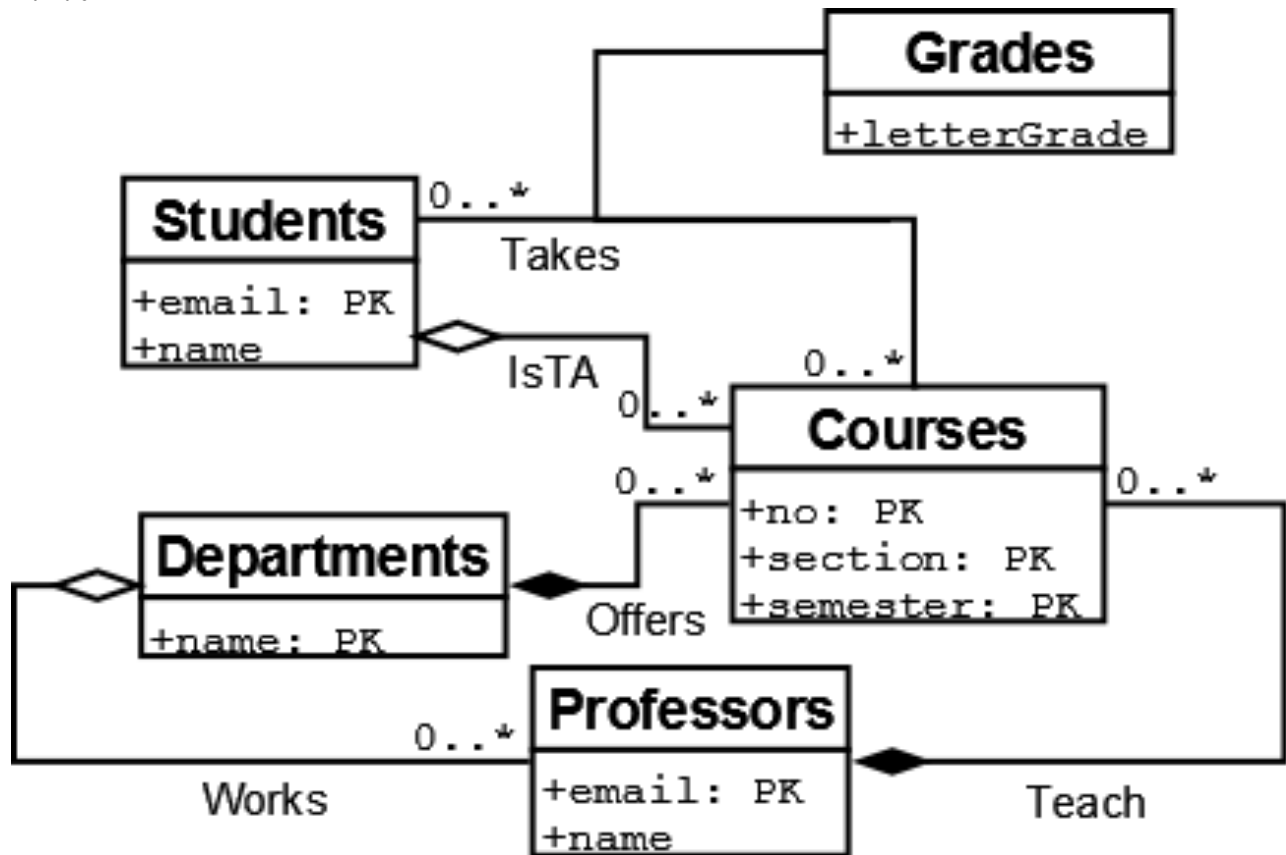 Grades
+letterGrade
Students
0..*
Takes
+email: PK
+name
IsTA
0..*
0..*
Courses
0..*
0..*
+no: PK
+section: PK
+semester: PK
Departments
Offers
+name: PK
Professors
0..*
+email: PK
+name
Works
Teach